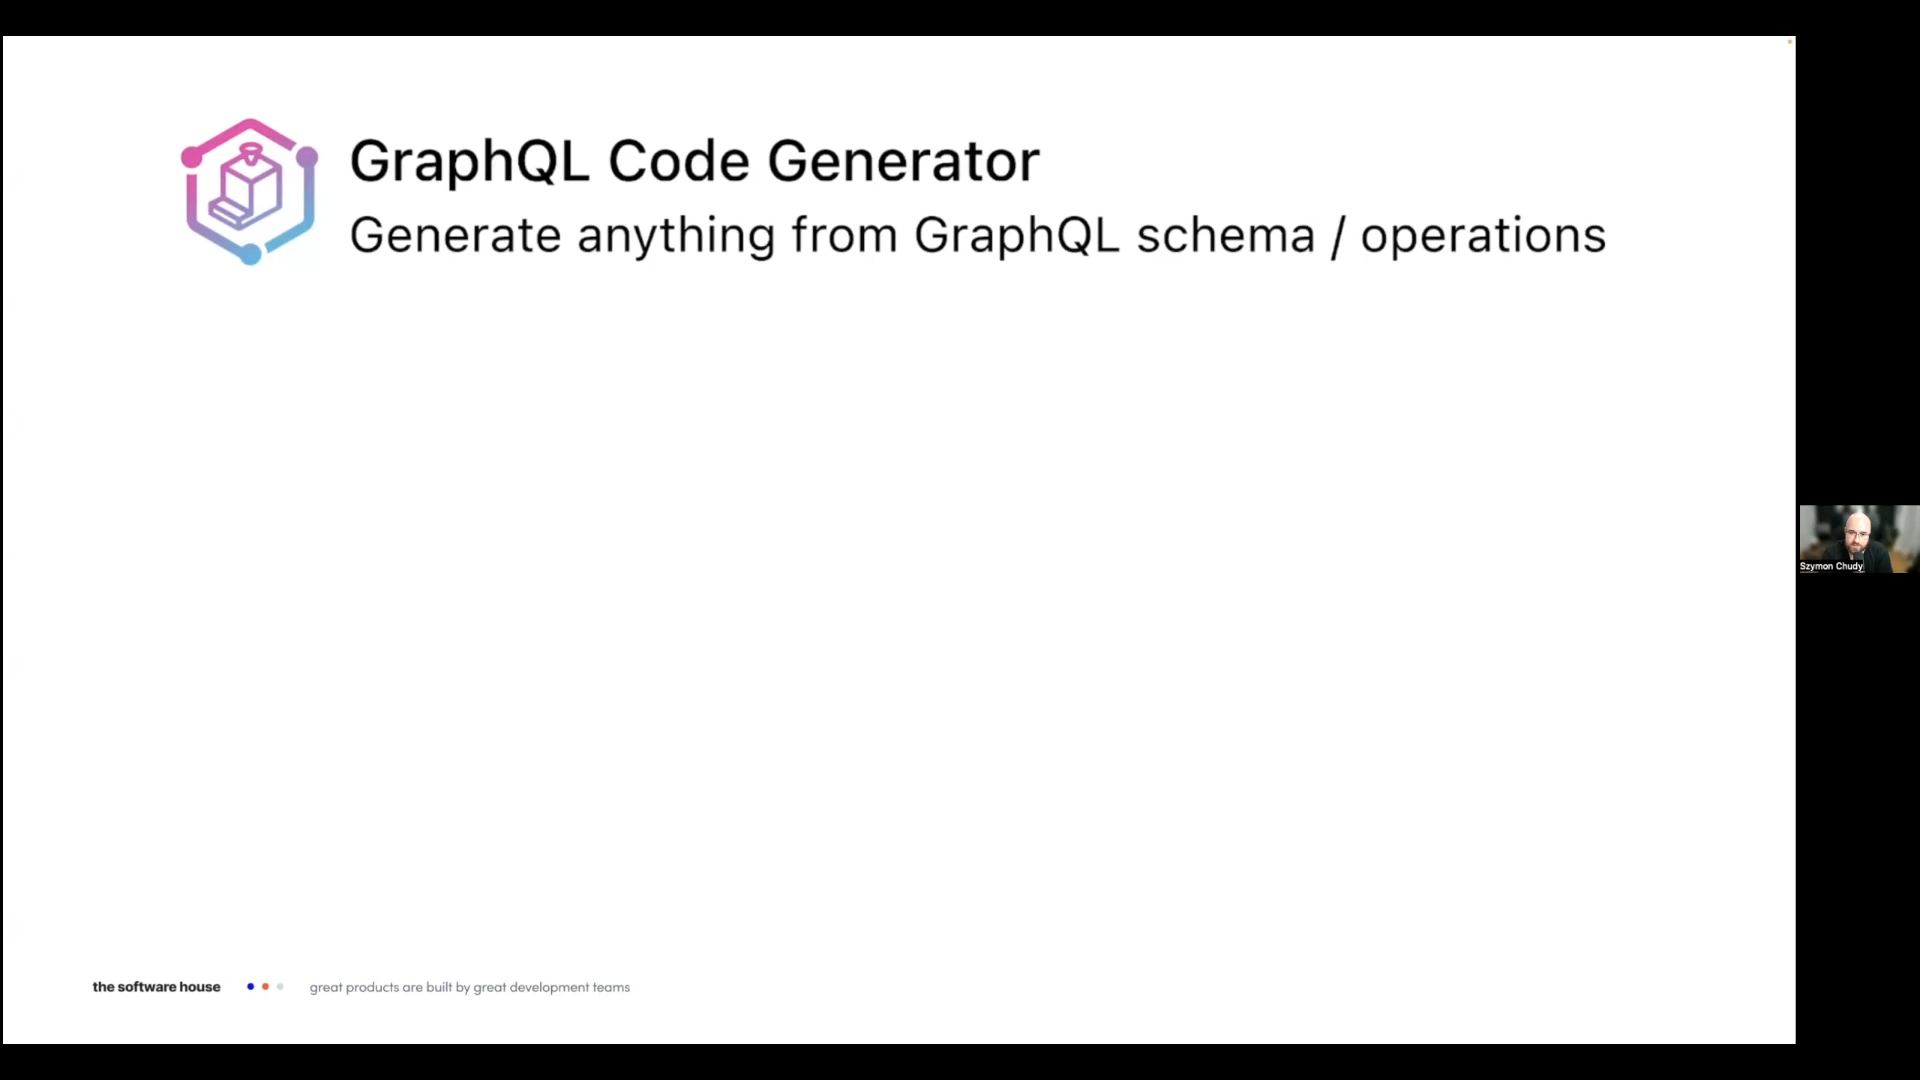 GraphQL Code Generator
Generate anything from GraphQL schema / operations
Szymon Chudy
the software house
great products are built by great development teams